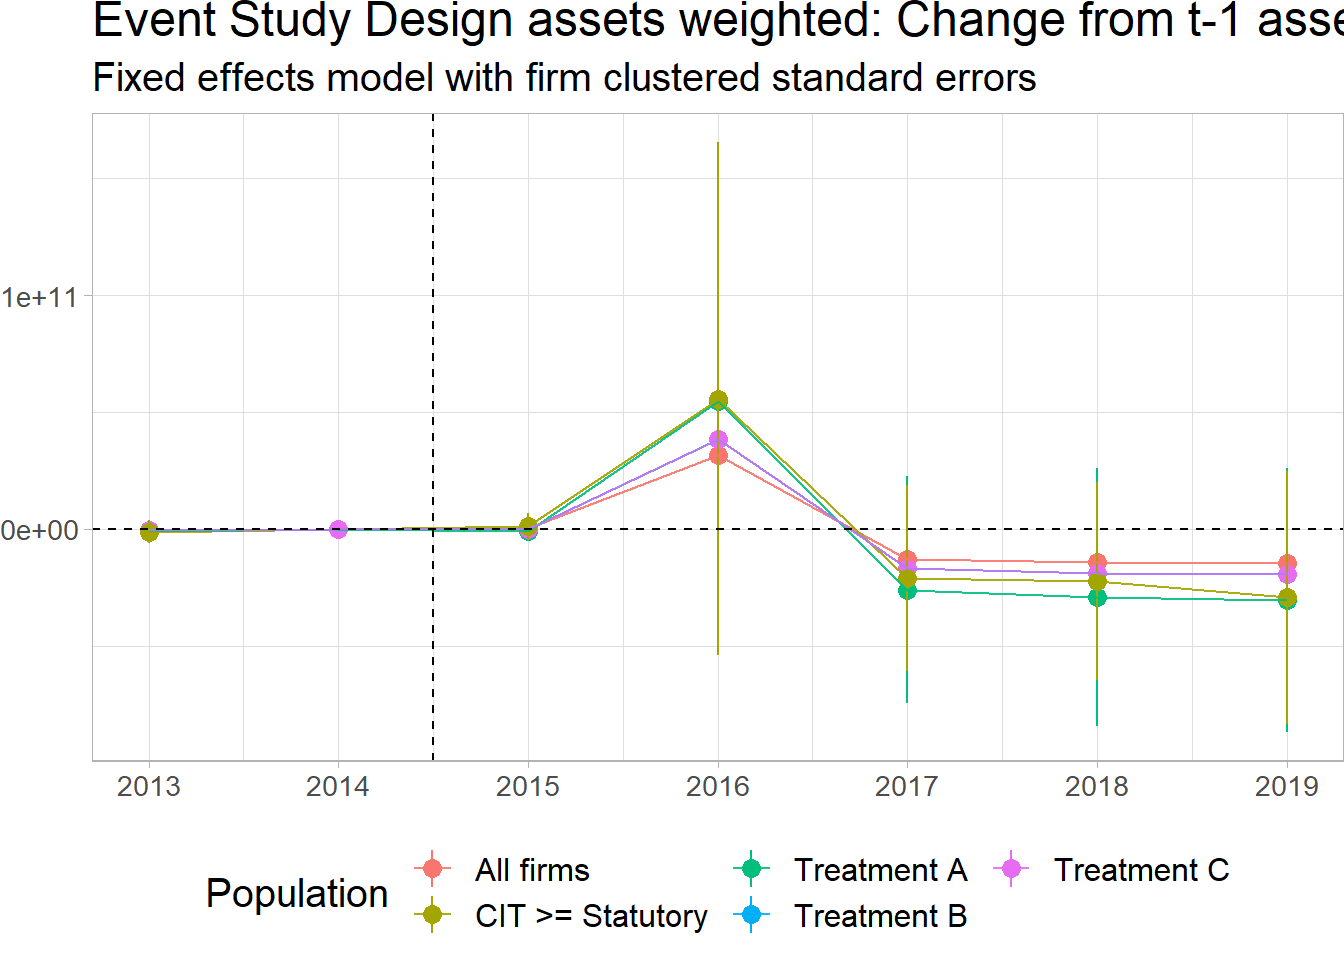 Event Study Design assets weighted: Change from t-1 asse
Fixed effects model with firm clustered standard errors
1e+11
0e+00
2013 2014 2015 2016 2017 2018 2019
Population
All firms Treatment A Treatment C
CIT >= Statutory Treatment B